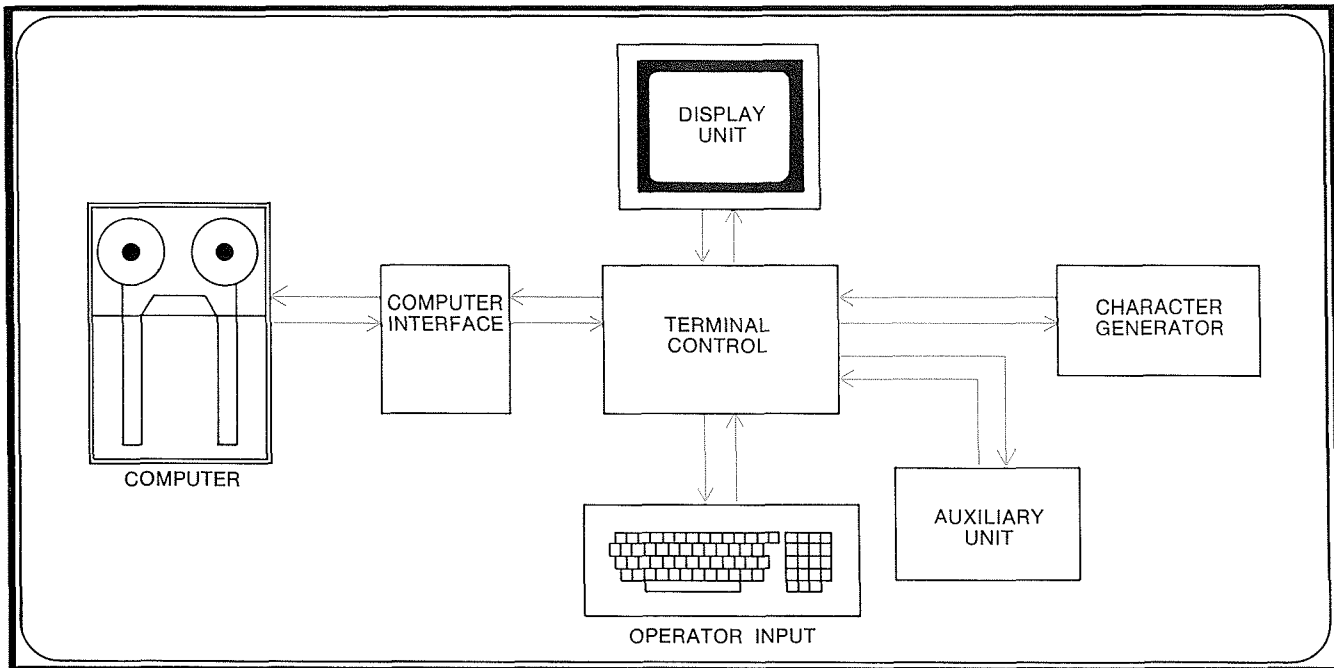 DISPLAY
UNIT
COMPUTER
INTERFACE
TERMINAL
CONTROL
CHARACTER
GENERATOR
COMPUTER
AUXILIARY
UNIT
OPERATOR INPUT